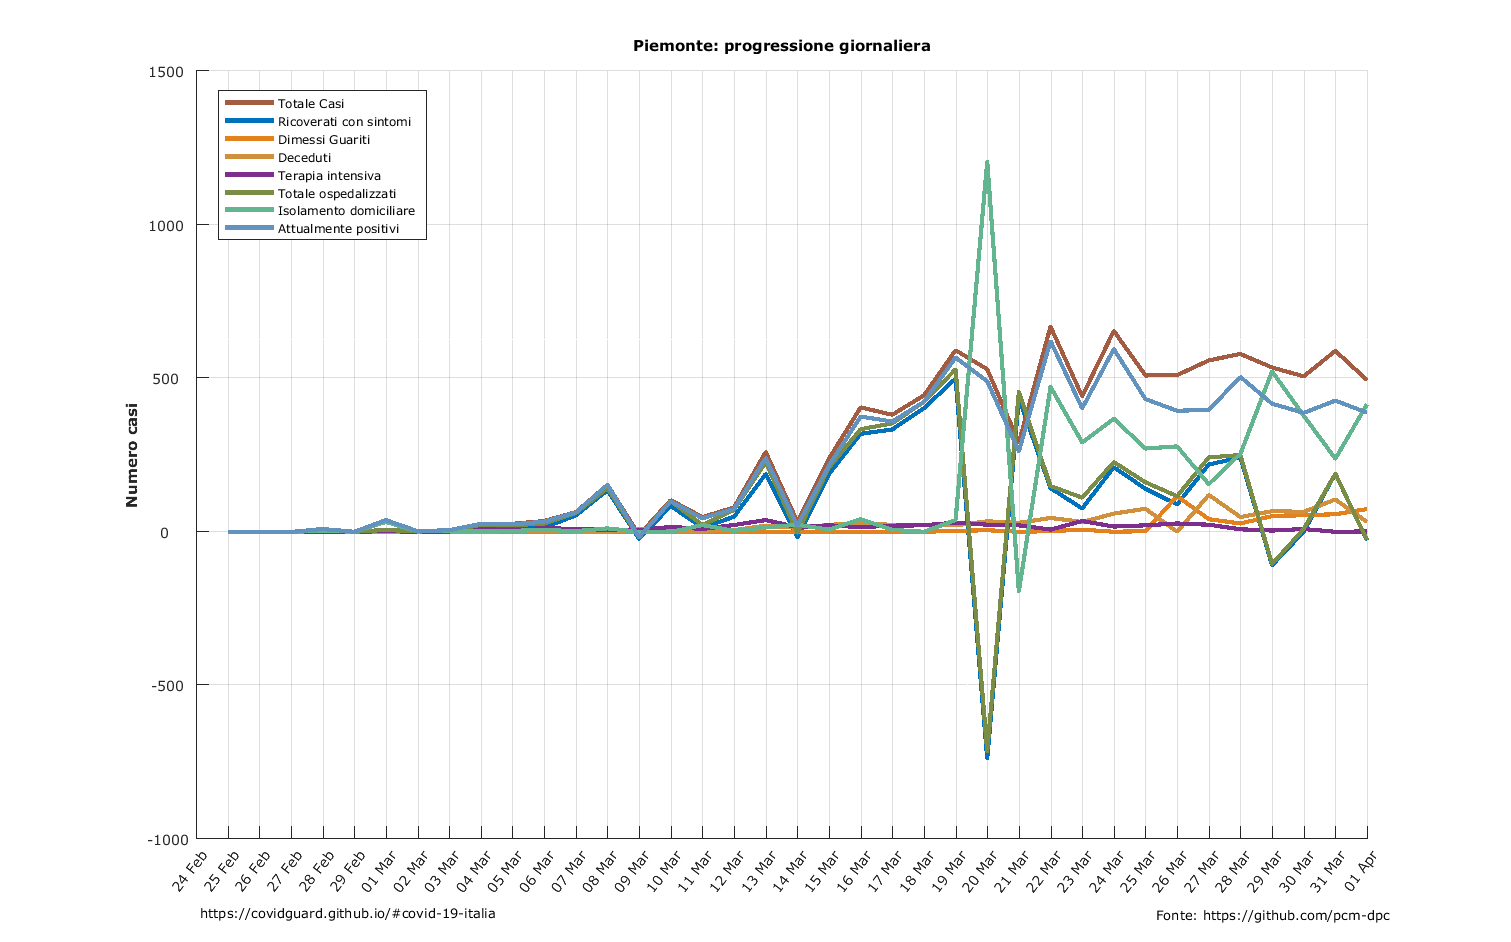 Piemonte: progressione giornaliera
1500
1000
500
0
-500
-1000
Numero casi
Totale Casi
Ricoverati con sintomi
Dimessi Guariti
Deceduti
Terapia intensiva
Totale ospedalizzati
Isolamento domiciliare
Attualmente positivi
24 Feb
25 Feb
26 Feb
27 Feb
28 Feb
29 Feb
01 Mar
02 Mar
03 Mar
04 Mar
05 Mar
06 Mar
07 Mar
08 Mar
09 Mar
10 Mar
11 Mar
12 Mar
13 Mar
14 Mar
15 Mar
16 Mar
17 Mar
18 Mar
19 Mar
20 Mar
21 Mar
22 Mar
23 Mar
24 Mar
25 Mar
26 Mar
27 Mar
28 Mar
29 Mar
30 Mar
31 Mar
01 Apr
https://covidguard.github.io/#covid-19-italia
Fonte: https://github.com/pcm-dpc